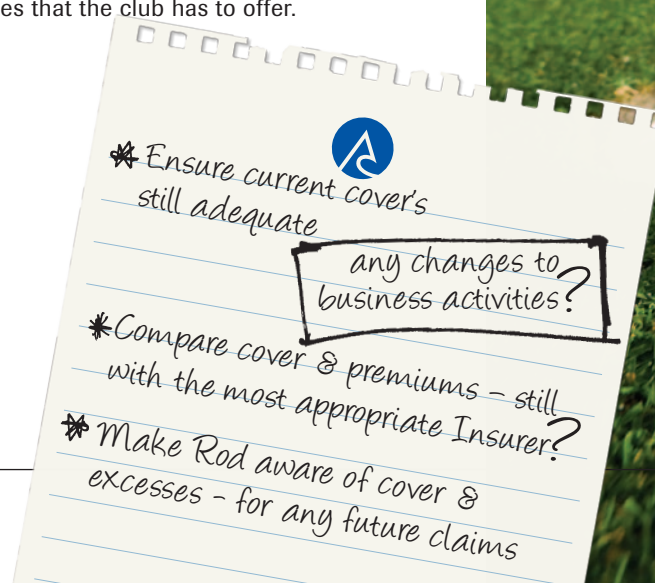 es that the club has to offer.
* Ensure current cover's
still adequate
any changes to
business activities?
* Compare cover & premiums – still
with the most appropriate Insurer?
* Make Rod aware of cover &
excesses – for any future claims